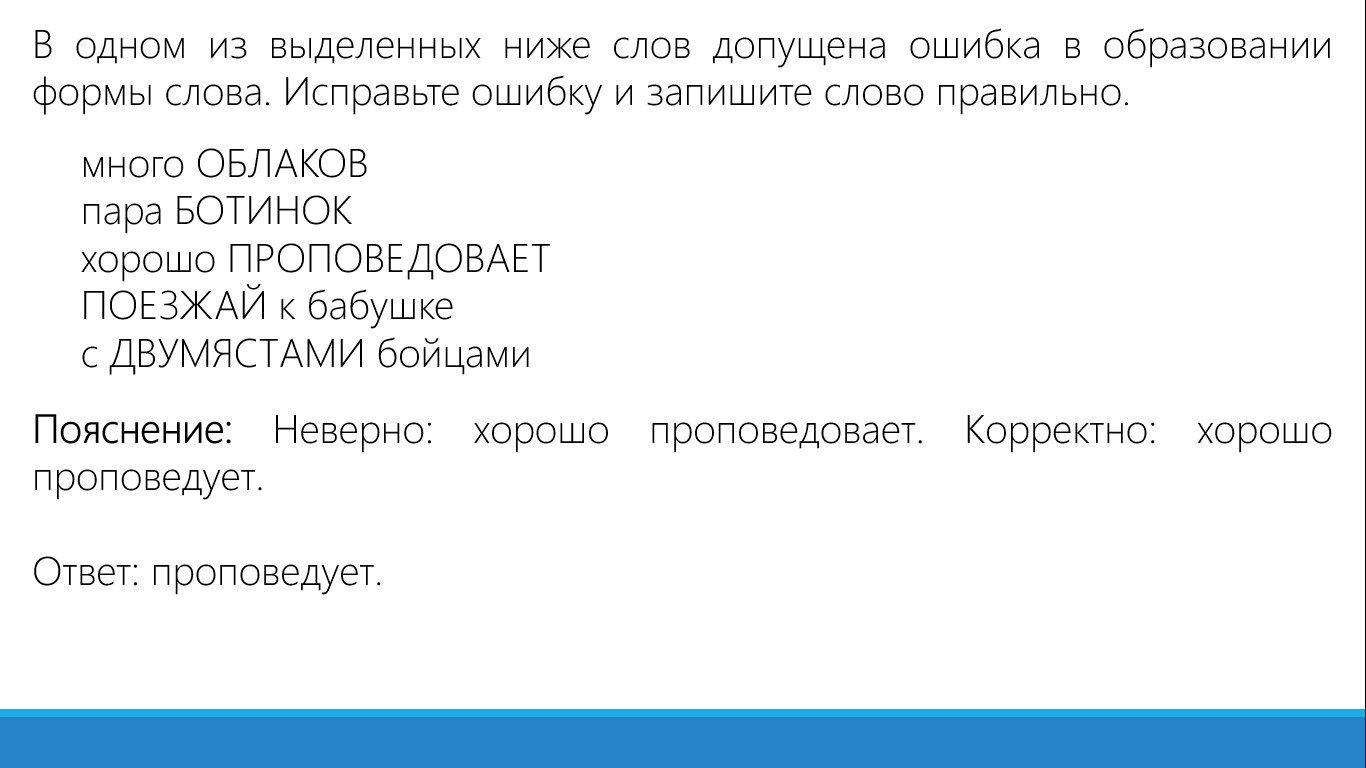 В одном из выделенных ниже слов допущена ошибка в образовании
формы слова. Исправьте ошибку и запишите слово правильно.
много ОБЛАКОВ
пара БОТИНОК
хорошо ПРОПОВЕДОВАЕТ
ПОЕЗЖАЙ к бабушке
с ДВУМЯСТАМИ бойцами
Пояснение: Неверно: хорошо проповедовает. Корректно: хорошо
проповедует.
Ответ: проповедует.